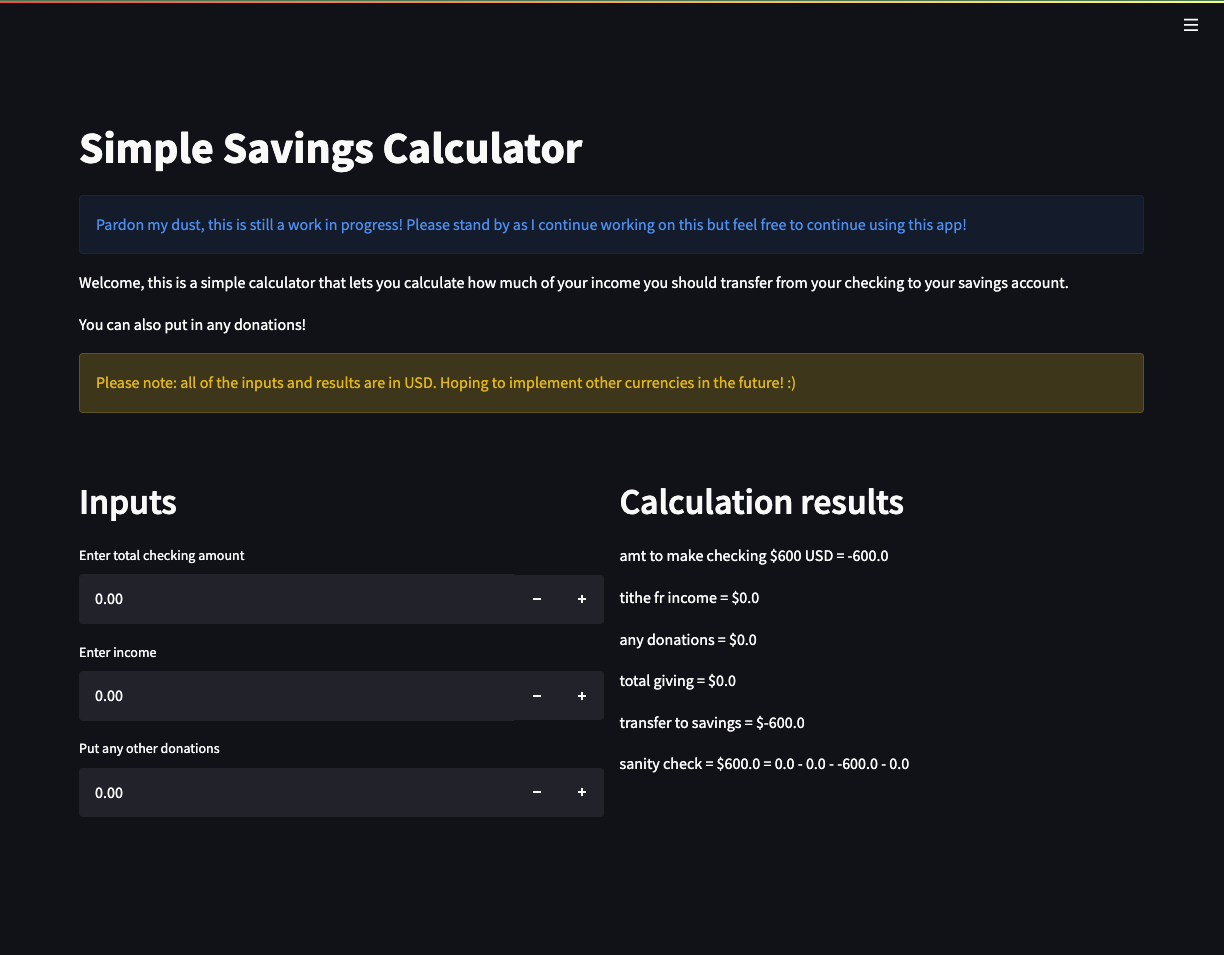 Simple Savings Calculator
Pardon my dust, this is still a work in progress! Please stand by as I continue working on this but feel free to continue using this app!
Welcome, this is a simple calculator that lets you calculate how much of your income you should transfer from your checking to your savings account.
You can also put in any donations!
Please note: all of the inputs and results are in USD. Hoping to implement other currencies in the future! :)
Inputs
Enter total checking amount
0.00
Enter income
0.00
Put any other donations
0.00
Calculation results
amt to make checking $600 USD = -600.0
tithe fr income = $0.0
any donations = $0.0
total giving = $0.0
transfer to savings = $-600.0
sanity check = $600.0 = 0.0 - 0.0 - -600.0 - 0.0